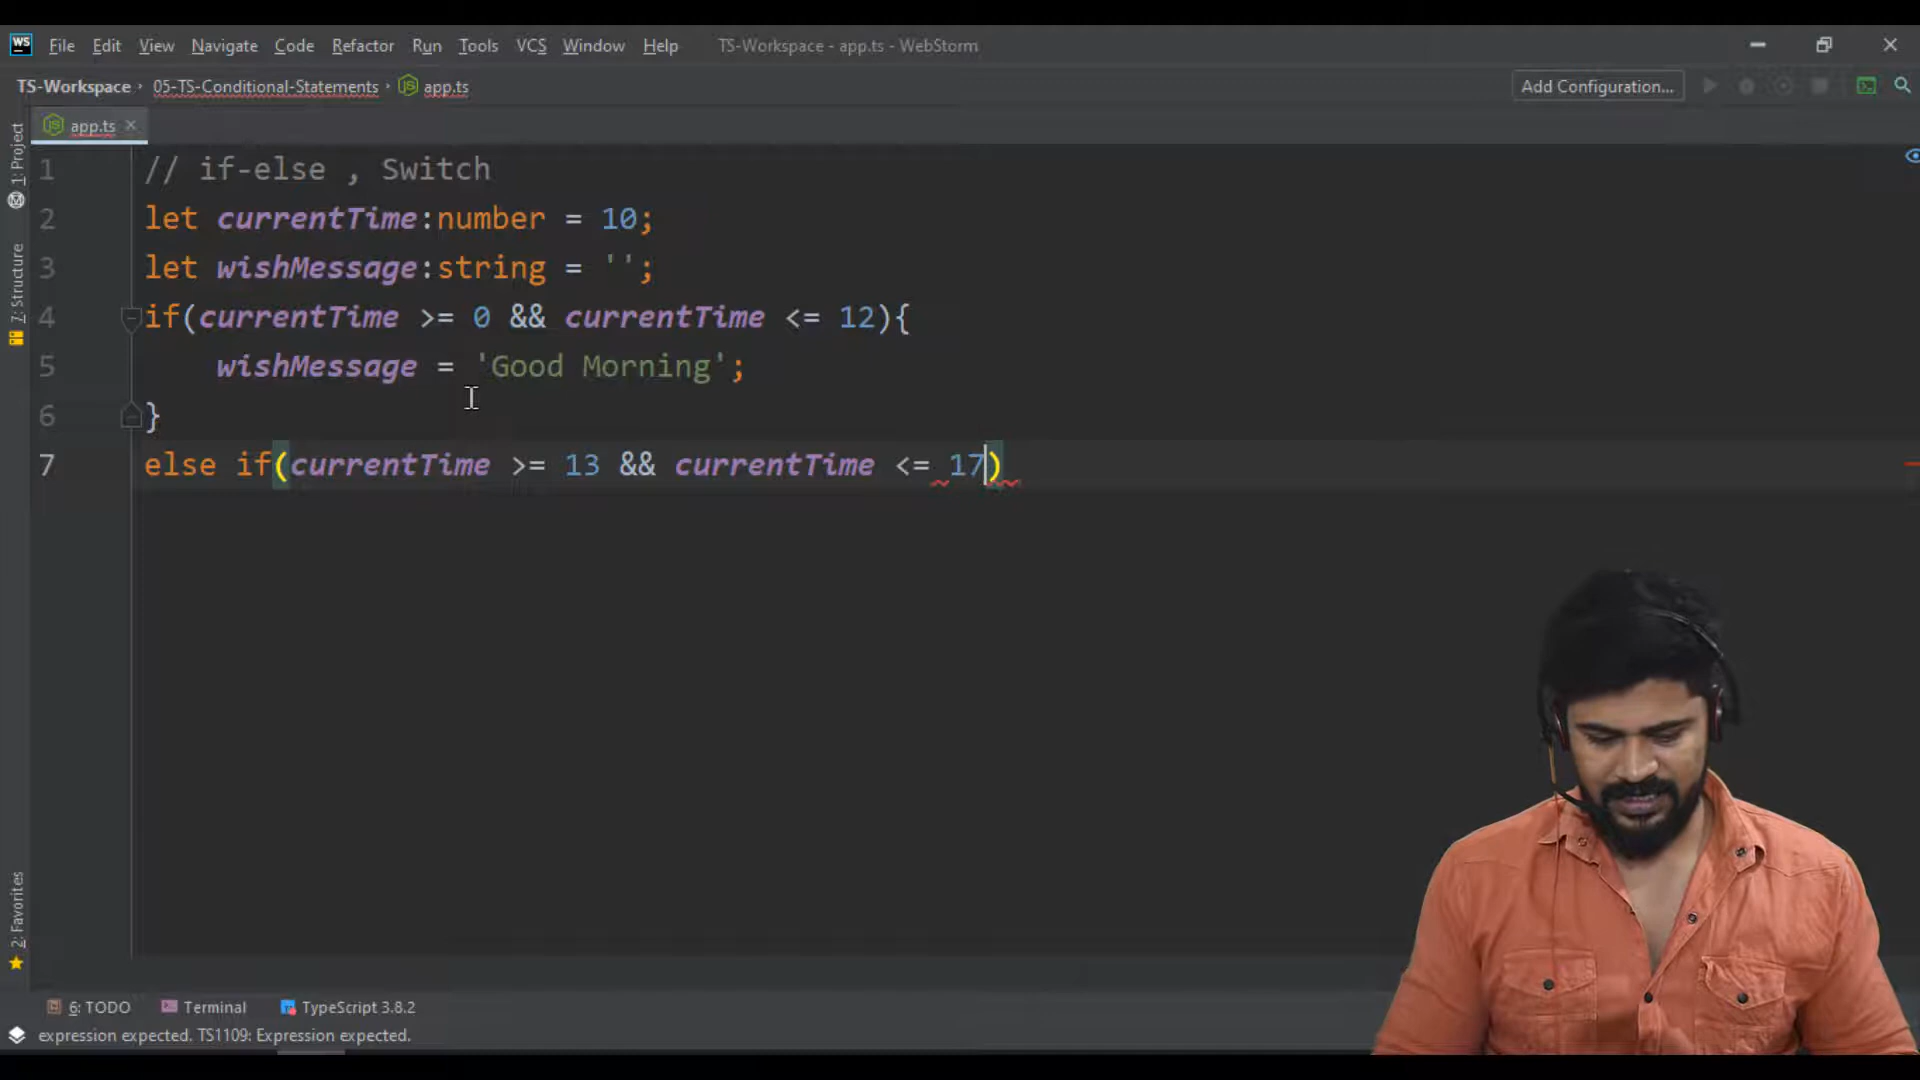 WS File Edit View Navigate Code Refactor Run Tools VCS Window Help TS-Workspace - app.ts - WebStorm
TS-Workspace 05-TS-Conditional-Statements JS app.ts Add Configuration...
JS app.ts
1: Project
7: Structure
2: Favorites
1 // if-else , Switch
2 let currentTime:number = 10;
3 let wishMessage:string = '';
4 if(currentTime >= 0 && currentTime <= 12){
5 wishMessage = 'Good Morning';
6 }
7 else if(currentTime >= 13 && currentTime <= 17)
6: TODO Terminal TypeScript 3.8.2
expression expected. TS1109: Expression expected.